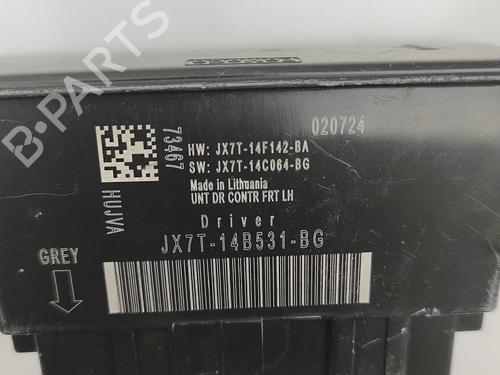 020724
73467
HW: JX7T-14F142-BA
SW: JX7T-14C064-BG
Made in Lithuania
UNT DR CONTR FRT LH
HUJVA
Driver
JX7T-14B531-BG
GREY